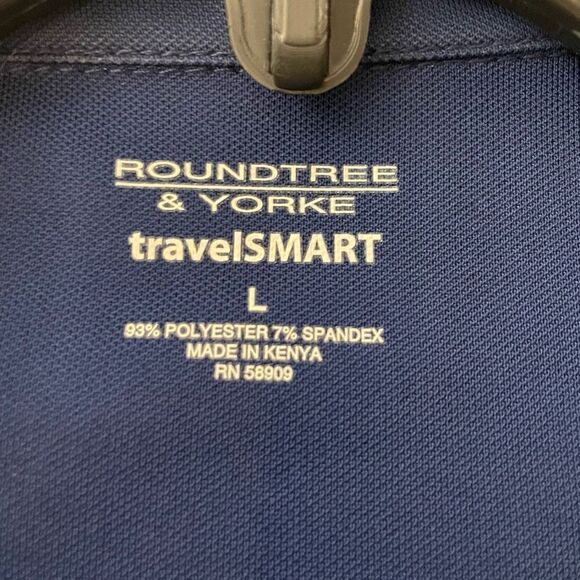 ROUNDTREE
& YORKE
travelSMART
L
93% POLYESTER 7% SPANDEX
MADE IN KENYA
RN 58909